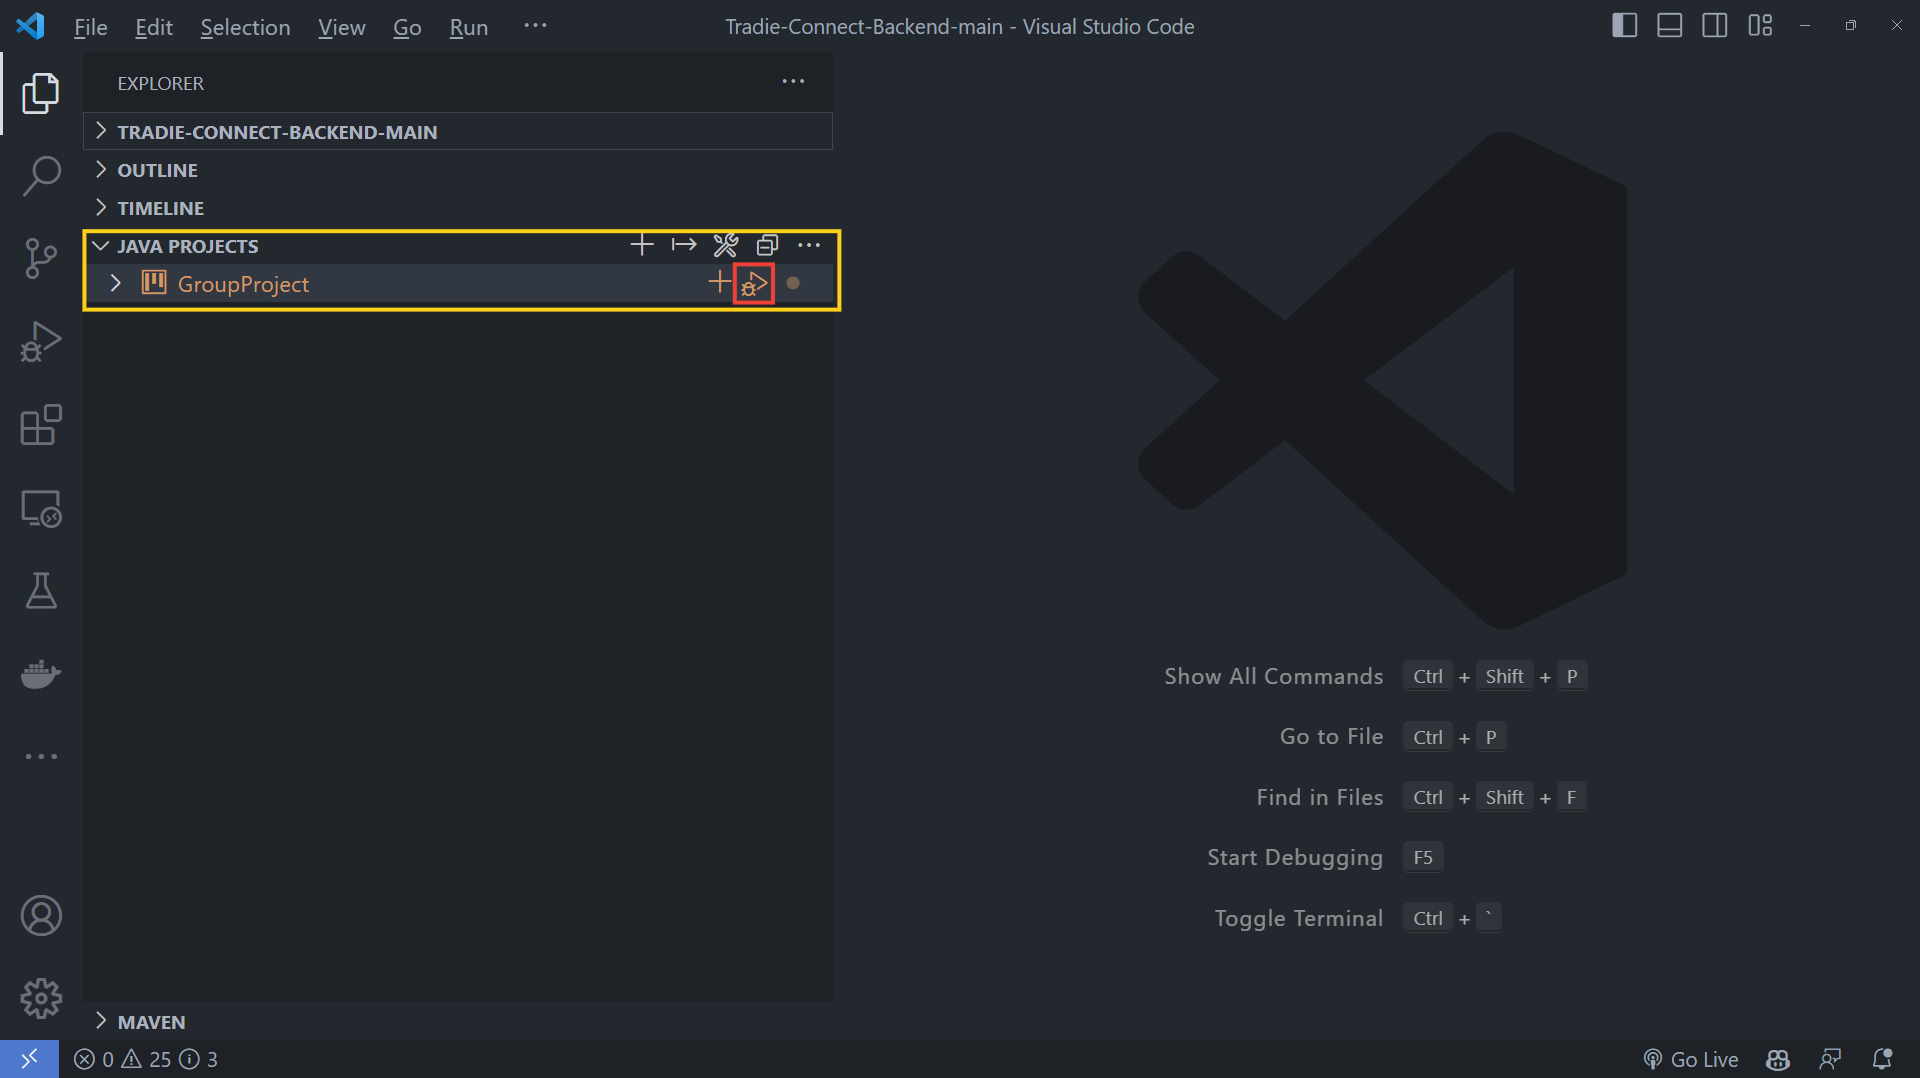 File Edit Selection View Go Run ··· Tradie-Connect-Backend-main - Visual Studio Code
EXPLORER
TRADIE-CONNECT-BACKEND-MAIN
OUTLINE
TIMELINE
JAVA PROJECTS
GroupProject
Show All Commands Ctrl + Shift + P
Go to File Ctrl + P
Find in Files Ctrl + Shift + F
Start Debugging F5
Toggle Terminal Ctrl + `
MAVEN
0 25 3 Go Live